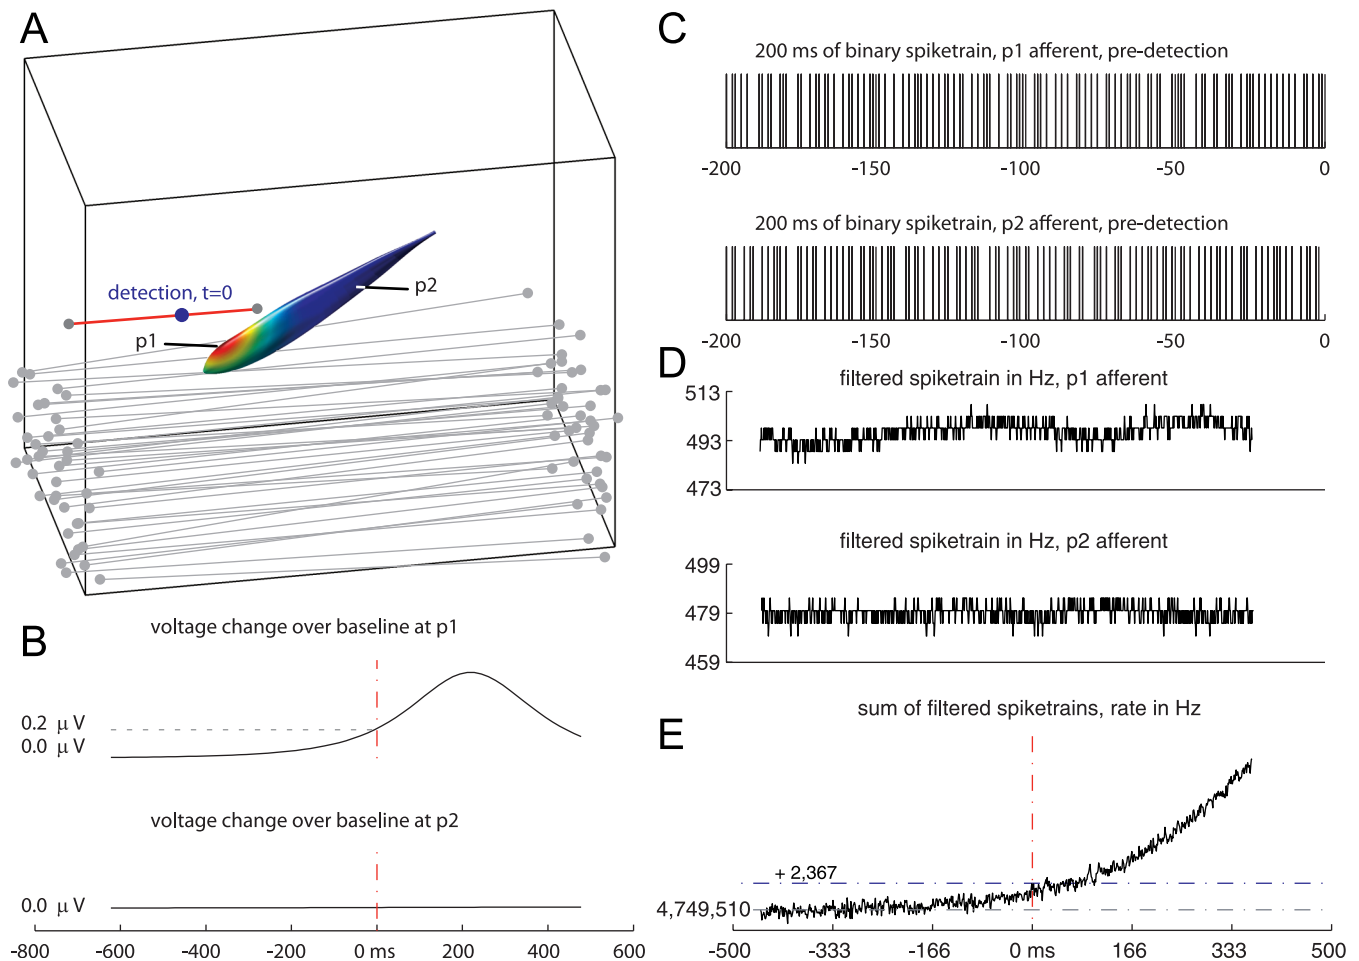 A
detection, t=0
p1
p2
B
voltage change over baseline at p1
0.2 μ V
0.0 μ V
voltage change over baseline at p2
0.0 μ V
-800 -600 -400 -200 0 ms 200 400 600
C
200 ms of binary spiketrain, p1 afferent, pre-detection
-200 -150 -100 -50 0
200 ms of binary spiketrain, p2 afferent, pre-detection
-200 -150 -100 -50 0
D
filtered spiketrain in Hz, p1 afferent
513
493
473
filtered spiketrain in Hz, p2 afferent
499
479
459
E
sum of filtered spiketrains, rate in Hz
+ 2,367
4,749,510
-500 -333 -166 0 ms 166 333 500